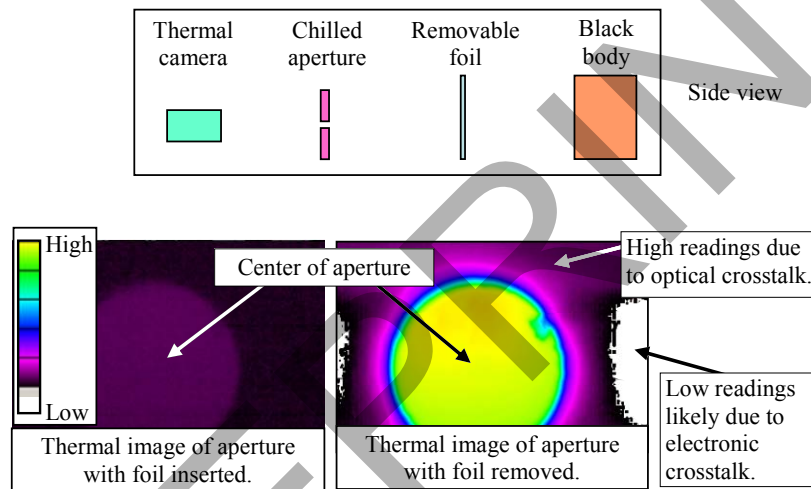 Thermal
camera
Chilled
aperture
Removable
foil
Black
body
Side view
High
Low
Center of aperture
High readings due
to optical crosstalk.
Low readings
likely due to
electronic
crosstalk.
Thermal image of aperture
with foil inserted.
Thermal image of aperture
with foil removed.